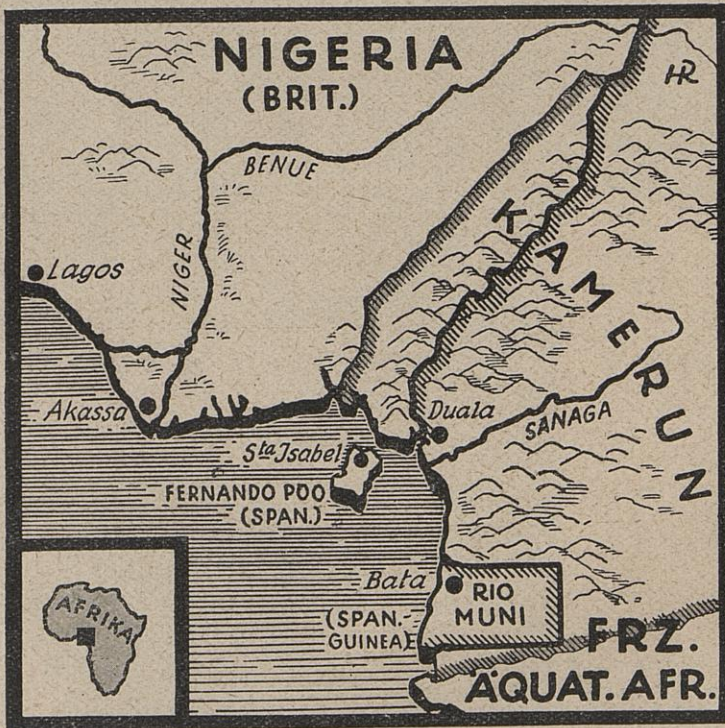 NIGERIA
(BRIT.)
HR
BENUE
NIGER
Lagos
KAMERUN
Akassa
Duala
SANAGA
Sta Isabel
FERNANDO POO
(SPAN.)
Bata
RIO
MUNI
(SPAN.-
GUINEA)
AFRIKA
FRZ.
ÄQUAT. AFR.